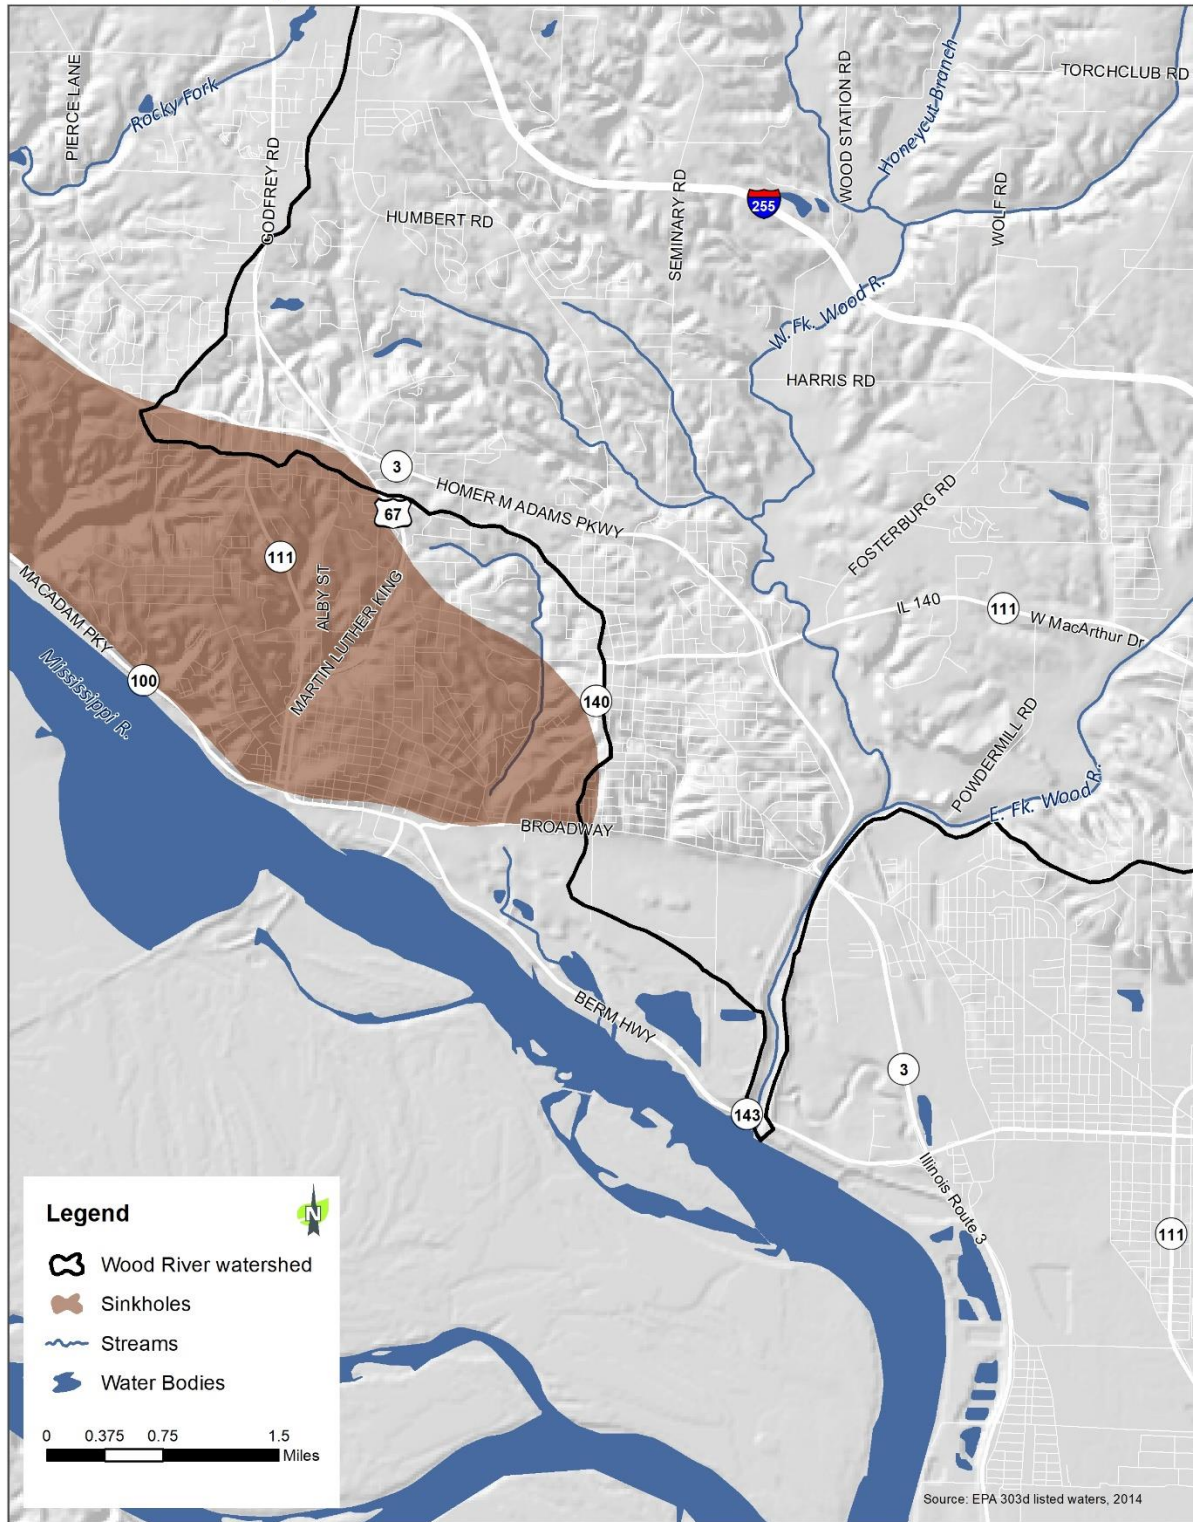 TORCHCLUB RD
PIERCE LANE
Rocky Fork
WOOD STATION RD
Honeycut Branch
GODFREY RD
HUMBERT RD
SEMINARY RD
255
WOLF RD
W. Fk. Wood R.
HARRIS RD
3
HOMER M ADAMS PKWY
67
FOSTERBURG RD
111
ALBY ST
MARTIN LUTHER KING
IL 140
111
W MacArthur Dr
MACADAM PKY
100
Mississippi R.
140
POWDERMILL RD
E. Fk. Wood R.
BROADWAY
BERM HWY
3
143
Illinois Route 3
111
Legend
N
Wood River watershed
Sinkholes
Streams
Water Bodies
0 0.375 0.75 1.5
Miles
Source: EPA 303d listed waters, 2014